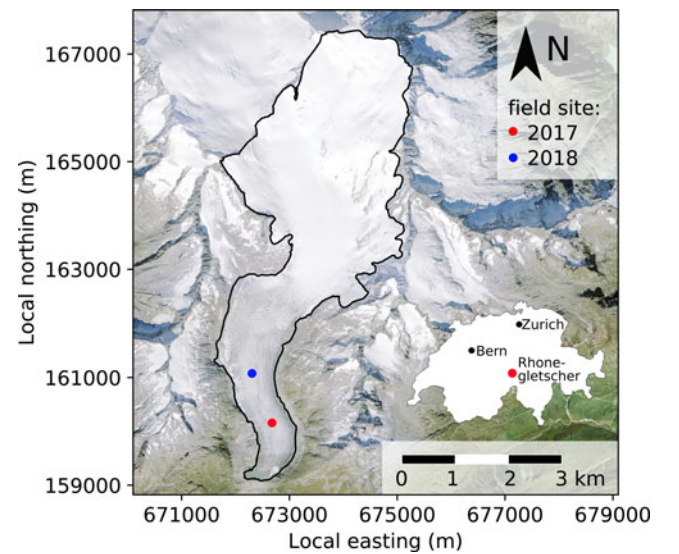 167000
165000
163000
161000
159000
Local northing (m)
N
field site:
2017
2018
Zurich
Bern
Rhone-
gletscher
0 1 2 3 km
671000 673000 675000 677000 679000
Local easting (m)